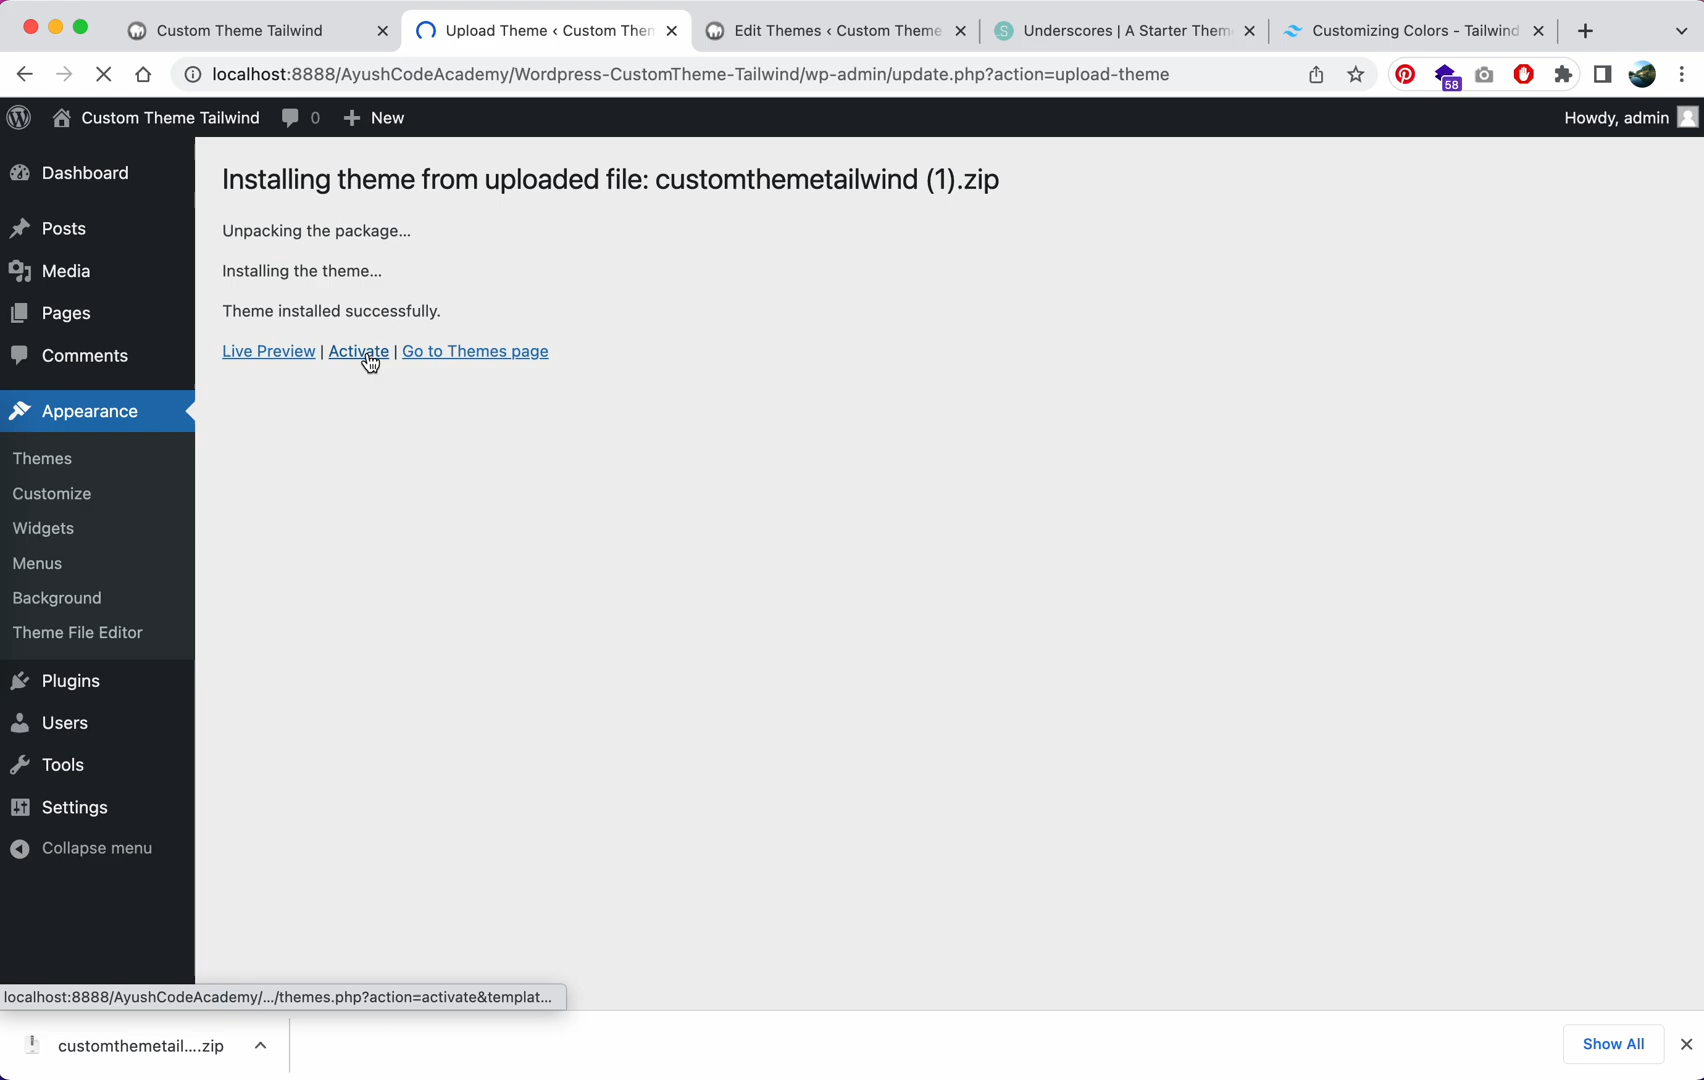 Custom Theme Tailwind
Upload Theme ‹ Custom Them
Edit Themes ‹ Custom Theme
Underscores | A Starter Them
Customizing Colors - Tailwind
localhost:8888/AyushCodeAcademy/Wordpress-CustomTheme-Tailwind/wp-admin/update.php?action=upload-theme
58
Custom Theme Tailwind
0
New
Howdy, admin
Dashboard
Posts
Media
Pages
Comments
Appearance
Themes
Customize
Widgets
Menus
Background
Theme File Editor
Plugins
Users
Tools
Settings
Collapse menu
Installing theme from uploaded file: customthemetailwind (1).zip
Unpacking the package...
Installing the theme...
Theme installed successfully.
Live Preview | Activate | Go to Themes page
localhost:8888/AyushCodeAcademy/.../themes.php?action=activate&templat...
customthemetail....zip
Show All